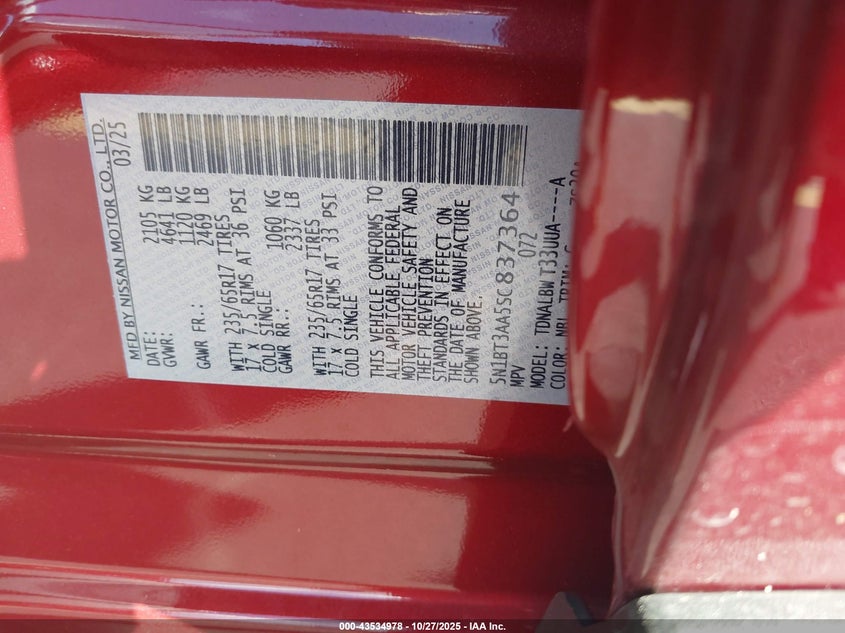 MFD BY NISSAN MOTOR CO., LTD.
DATE: 03/25
GVWR: 2105 KG
4641 LB
GAWR FR.: 1120 KG
2469 LB
WITH 235/65R17 TIRES
17 X 7.5 RIMS AT 36 PSI
COLD SINGLE
GAWR RR.: 1060 KG
2337 LB
WITH 235/65R17 TIRES
17 X 7.5 RIMS AT 33 PSI
COLD SINGLE
THIS VEHICLE CONFORMS TO
ALL APPLICABLE FEDERAL
MOTOR VEHICLE SAFETY AND
THEFT PREVENTION
STANDARDS IN EFFECT ON
THE DATE OF MANUFACTURE
SHOWN ABOVE.
5N1BT3AA5SC837364
MPV 072
MODEL: TDNALBW T33UUA-----A
COLOR: NBL TRIM: G
000-43534978 - 10/27/2025 - IAA Inc.